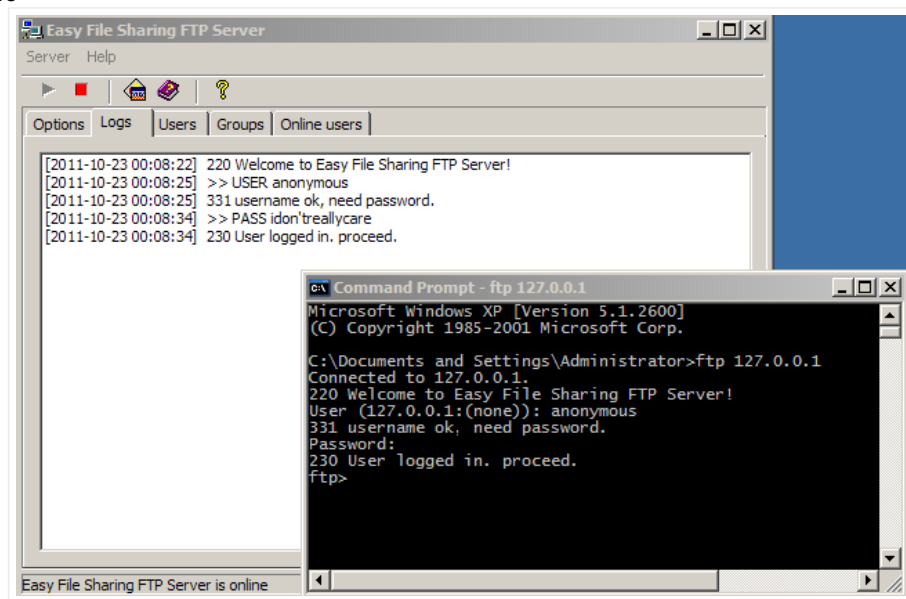 Easy File Sharing FTP Server
Server Help
Options Logs Users Groups Online users
[2011-10-23 00:08:22] 220 Welcome to Easy File Sharing FTP Server!
[2011-10-23 00:08:25] >> USER anonymous
[2011-10-23 00:08:25] 331 username ok, need password.
[2011-10-23 00:08:34] >> PASS idon'treallycare
[2011-10-23 00:08:34] 230 User logged in. proceed.
Command Prompt - ftp 127.0.0.1
Microsoft Windows XP [Version 5.1.2600]
(C) Copyright 1985-2001 Microsoft Corp.
C:\Documents and Settings\Administrator>ftp 127.0.0.1
Connected to 127.0.0.1.
220 Welcome to Easy File Sharing FTP Server!
User (127.0.0.1:(none)): anonymous
331 username ok, need password.
Password:
230 User logged in. proceed.
ftp>
Easy File Sharing FTP Server is online